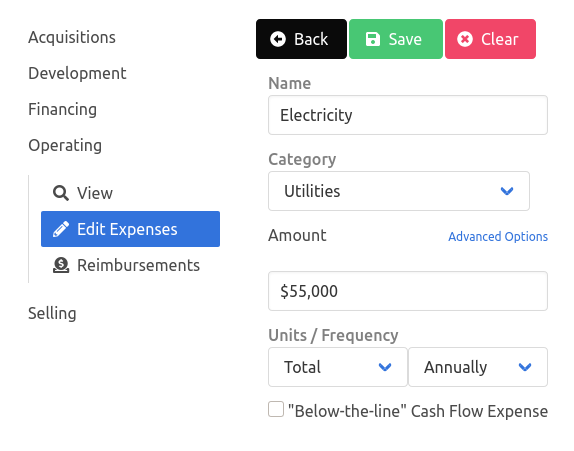 Acquisitions
Development
Financing
Operating
View
Edit Expenses
Reimbursements
Selling
Back Save Clear
Name
Electricity
Category
Utilities
Amount Advanced Options
$55,000
Units / Frequency
Total Annually
"Below-the-line" Cash Flow Expense